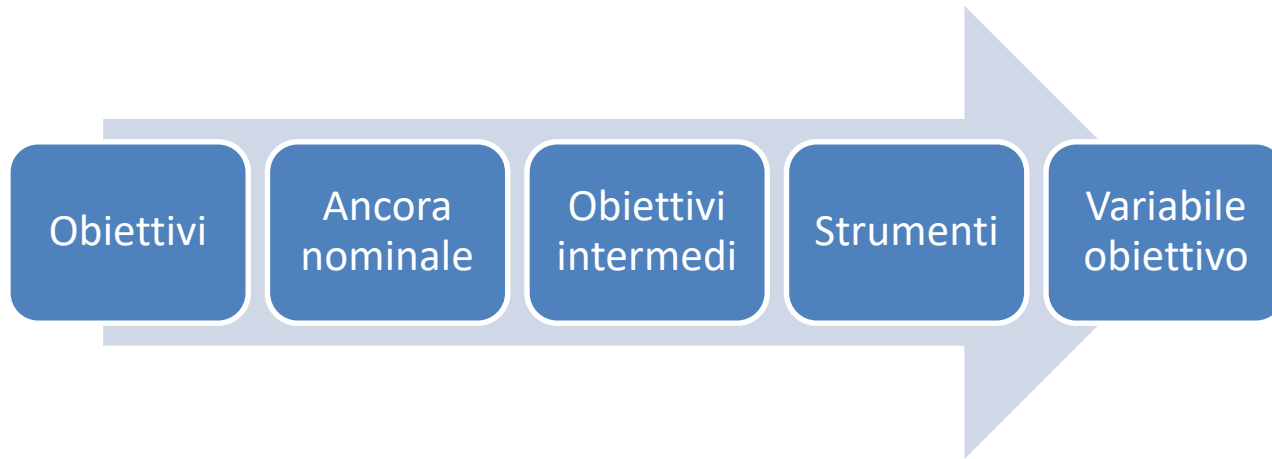 Obiettivi
Ancora
nominale
Obiettivi
intermedi
Strumenti
Variabile
obiettivo